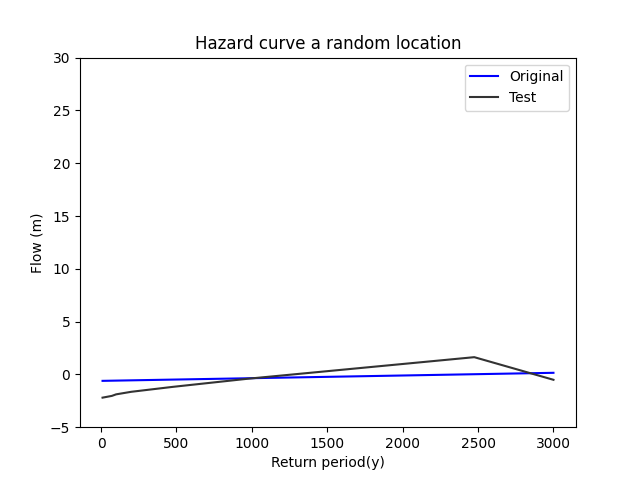 Hazard curve a random location
30
25
20
15
10
5
0
−5
Flow (m)
Original
Test
0 500 1000 1500 2000 2500 3000
Return period(y)